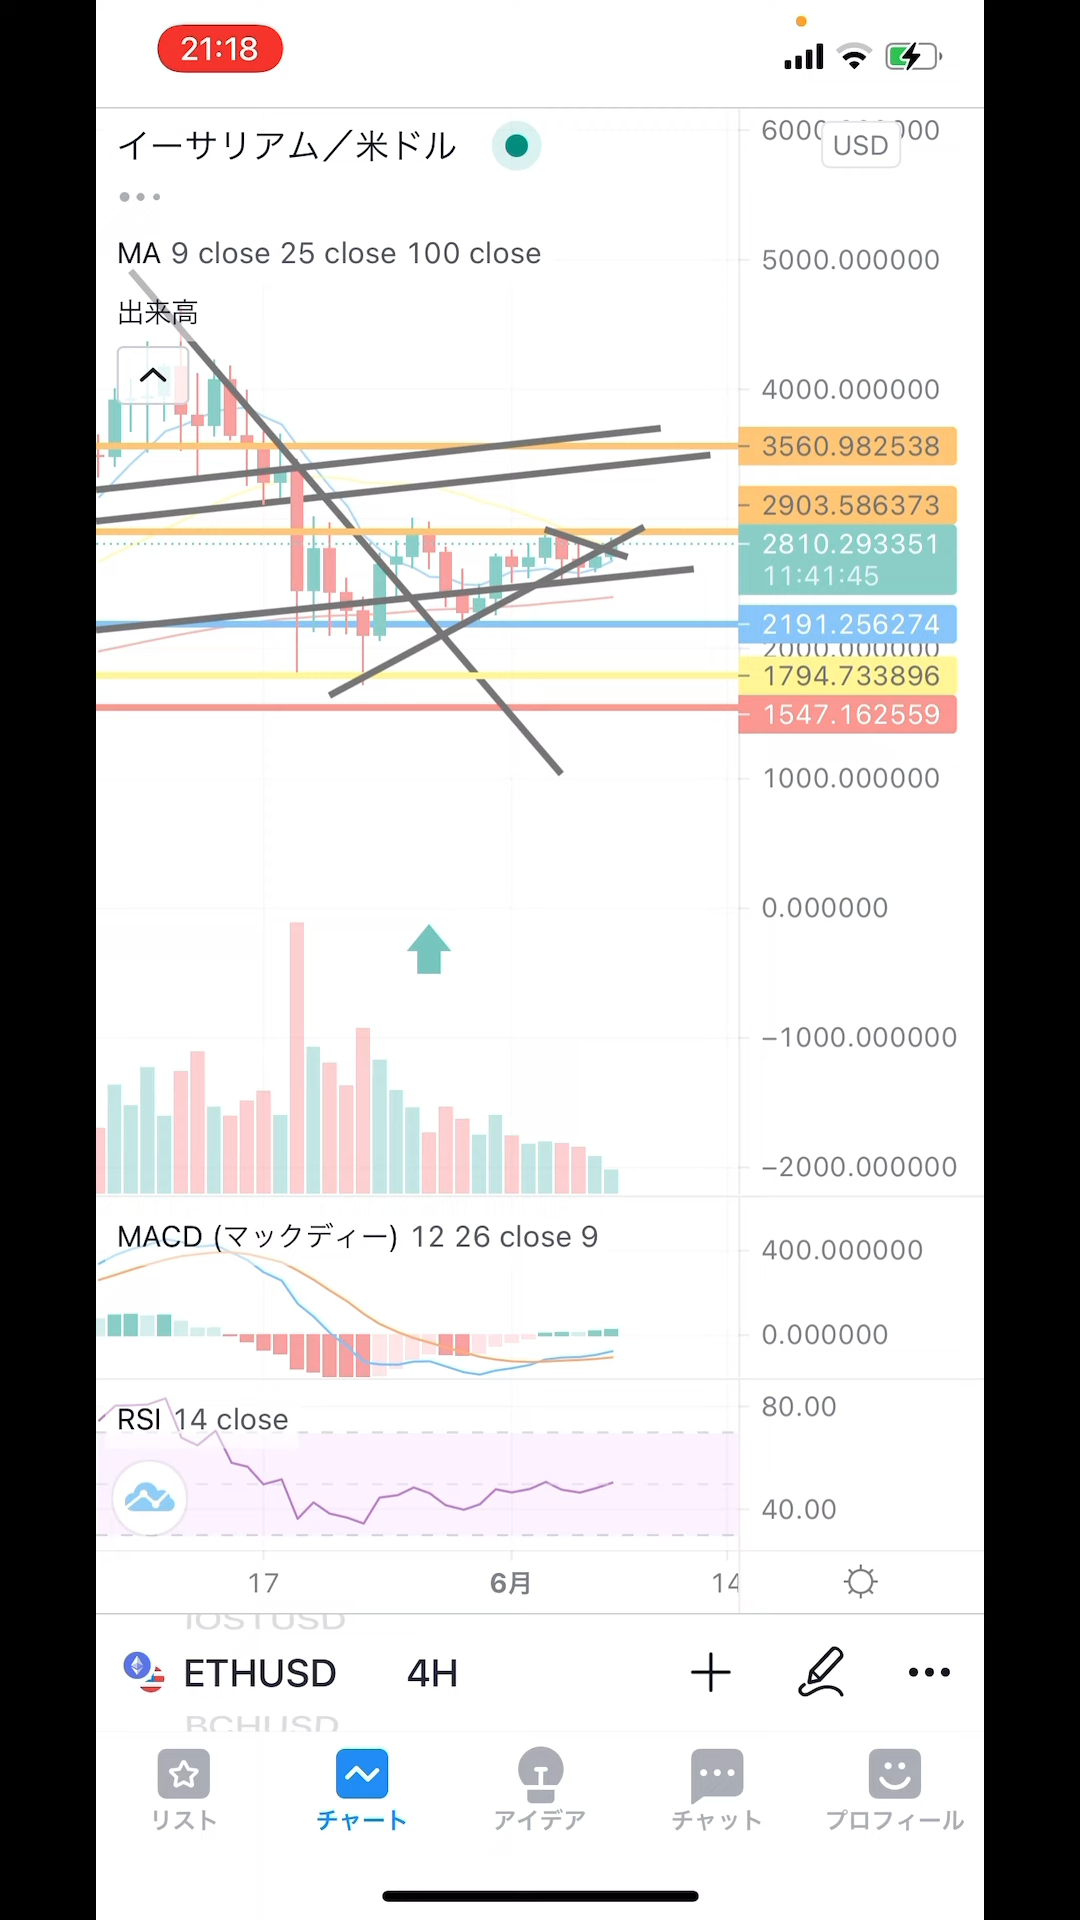 21:18
イーサリアム／米ドル
USD
MA 9 close 25 close 100 close
出来高
5000.000000
4000.000000
3560.982538
2903.586373
2810.293351
11:41:45
2191.256274
2000.000000
1794.733896
1547.162559
1000.000000
0.000000
−1000.000000
−2000.000000
MACD (マックディー) 12 26 close 9
400.000000
0.000000
RSI 14 close
80.00
40.00
17 6月 14
IOSTUSD
ETHUSD 4H
BCHUSD
リスト チャート アイデア チャット プロフィール